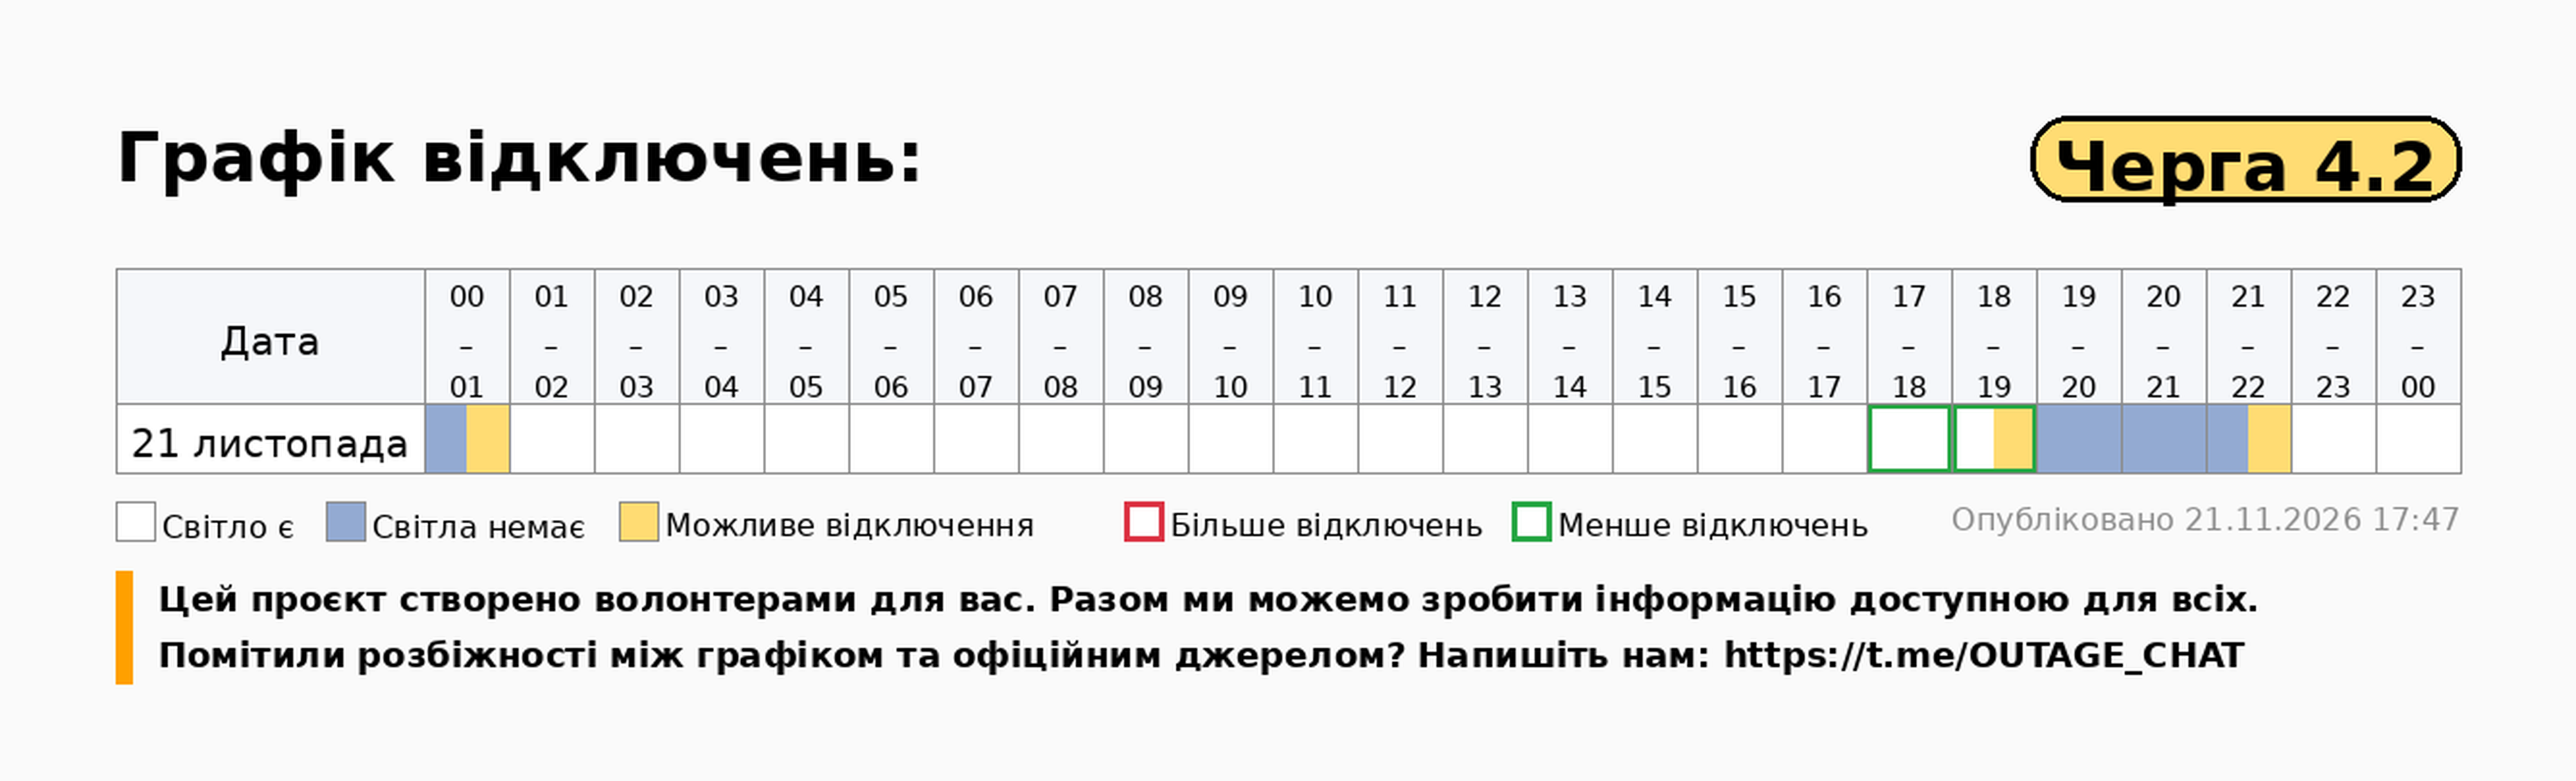 Графік відключень:
Черга 4.2
Дата
00 – 01
01 – 02
02 – 03
03 – 04
04 – 05
05 – 06
06 – 07
07 – 08
08 – 09
09 – 10
10 – 11
11 – 12
12 – 13
13 – 14
14 – 15
15 – 16
16 – 17
17 – 18
18 – 19
19 – 20
20 – 21
21 – 22
22 – 23
23 – 00
21 листопада
Світло є
Світла немає
Можливе відключення
Більше відключень
Менше відключень
Опубліковано 21.11.2026 17:47
Цей проєкт створено волонтерами для вас. Разом ми можемо зробити інформацію доступною для всіх.
Помітили розбіжності між графіком та офіційним джерелом? Напишіть нам: https://t.me/OUTAGE_CHAT